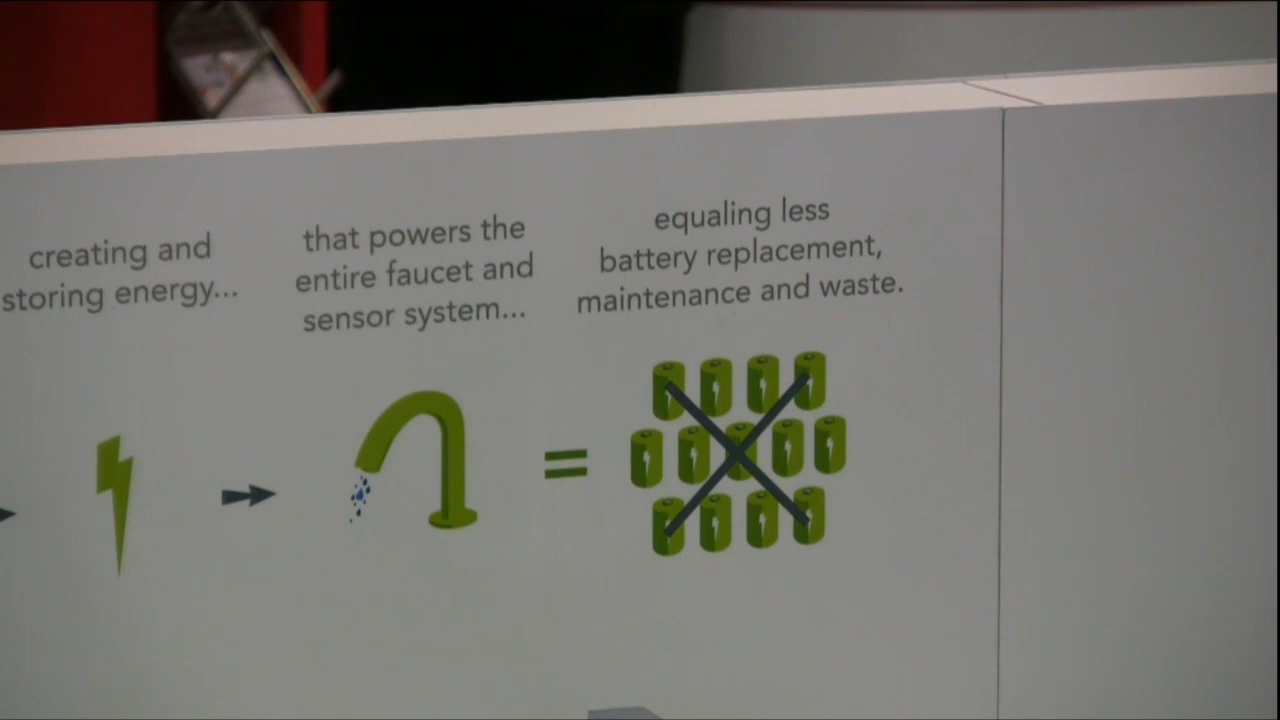 creating and
storing energy...
that powers the
entire faucet and
sensor system...
equaling less
battery replacement,
maintenance and waste.